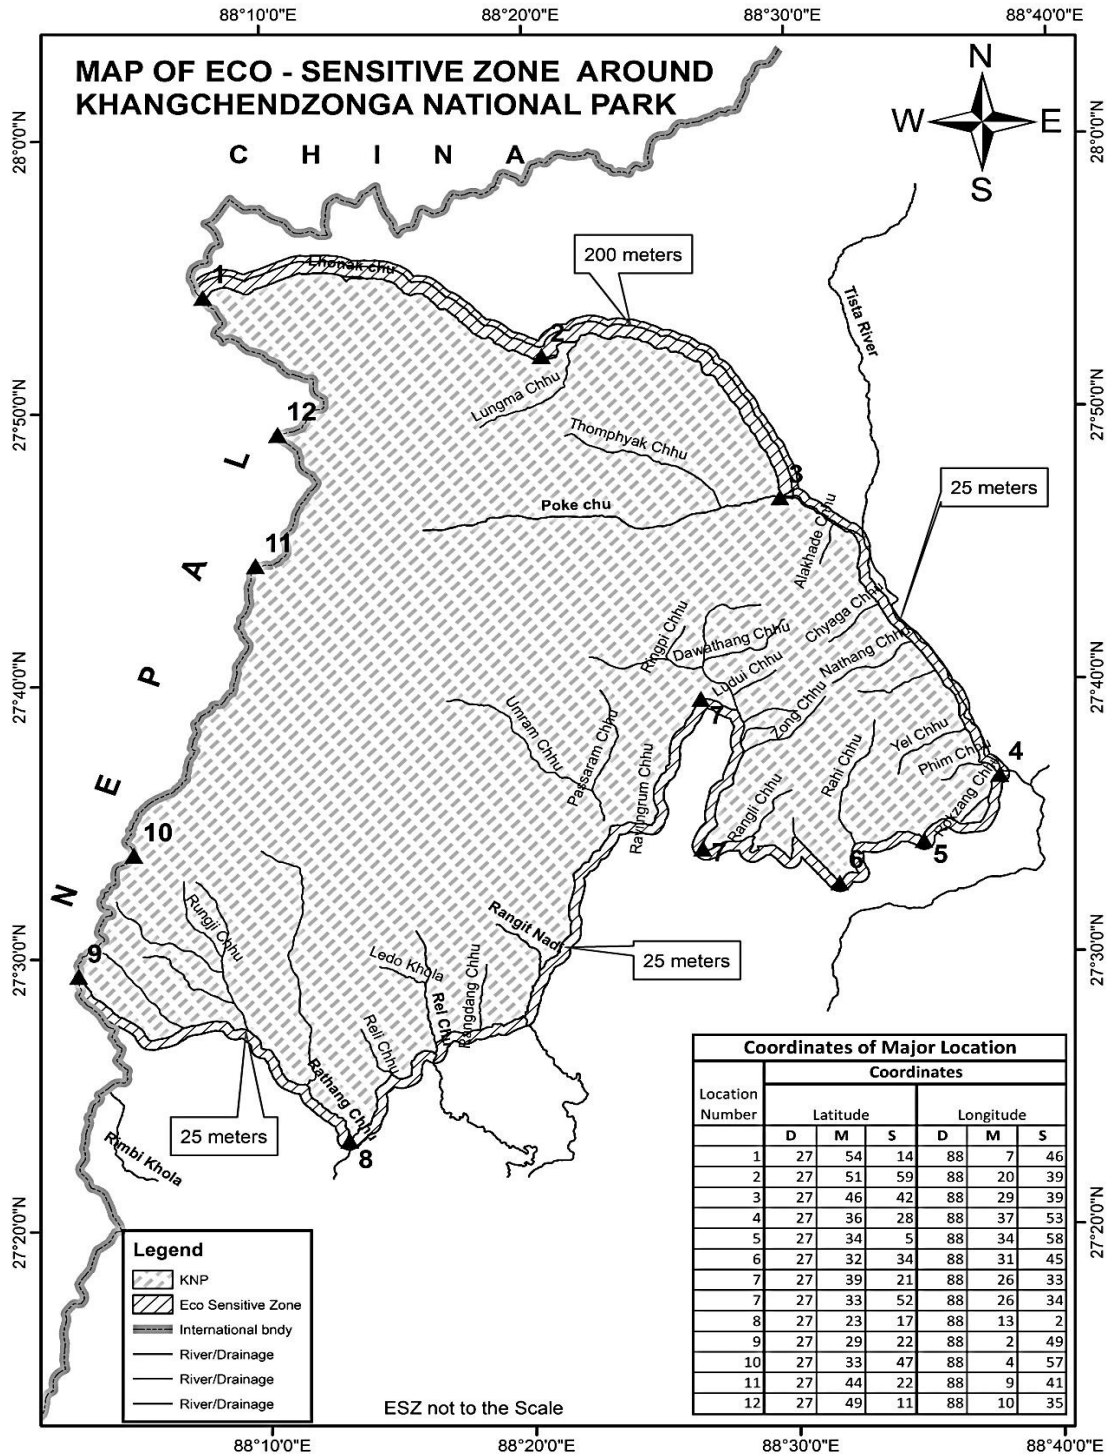 88°10'0"E 88°20'0"E 88°30'0"E 88°40'0"E
MAP OF ECO - SENSITIVE ZONE AROUND
KHANGCHENDZONGA NATIONAL PARK
N
W E
S
28°0'0"N
28°0'0"N
C H I N A
1
Lhonak chu
200 meters
2
Tista River
Lungma Chhu
12
27°50'0"N
27°50'0"N
Thomphyak Chhu
L
3
25 meters
Poke chu
Alakhade Chhu
11
A
Chyaga Chhu
Ringpi Chhu
Dawathang Chhu
Nathang Chhu
Ludui Chhu
27°40'0"N
27°40'0"N
P
7
Zong Chhu
Umram Chhu
Passaram Chhu
Yel Chhu
Rahi Chhu
Phim Chhu
4
E
Rangli Chhu
10
7
5
6
N
Rungji Chhu
Rangit Nadi
9
Ledo Khola
25 meters
27°30'0"N
27°30'0"N
Rangdang Chhu
Rel Chu
Reli Chhu
Rathang Chhu
25 meters
8
Rimbi Khola
27°20'0"N
27°20'0"N
Coordinates of Major Location
Location Number Coordinates
Latitude Longitude
D M S D M S
1 27 54 14 88 7 46
2 27 51 59 88 20 39
3 27 46 42 88 29 39
4 27 36 28 88 37 53
5 27 34 5 88 34 58
6 27 32 34 88 31 45
7 27 39 21 88 26 33
7 27 33 52 88 26 34
8 27 23 17 88 13 2
9 27 29 22 88 2 49
10 27 33 47 88 4 57
11 27 44 22 88 9 41
12 27 49 11 88 10 35
Legend
KNP
Eco Sensitive Zone
International bndy
River/Drainage
River/Drainage
River/Drainage
ESZ not to the Scale
88°10'0"E 88°20'0"E 88°30'0"E 88°40'0"E